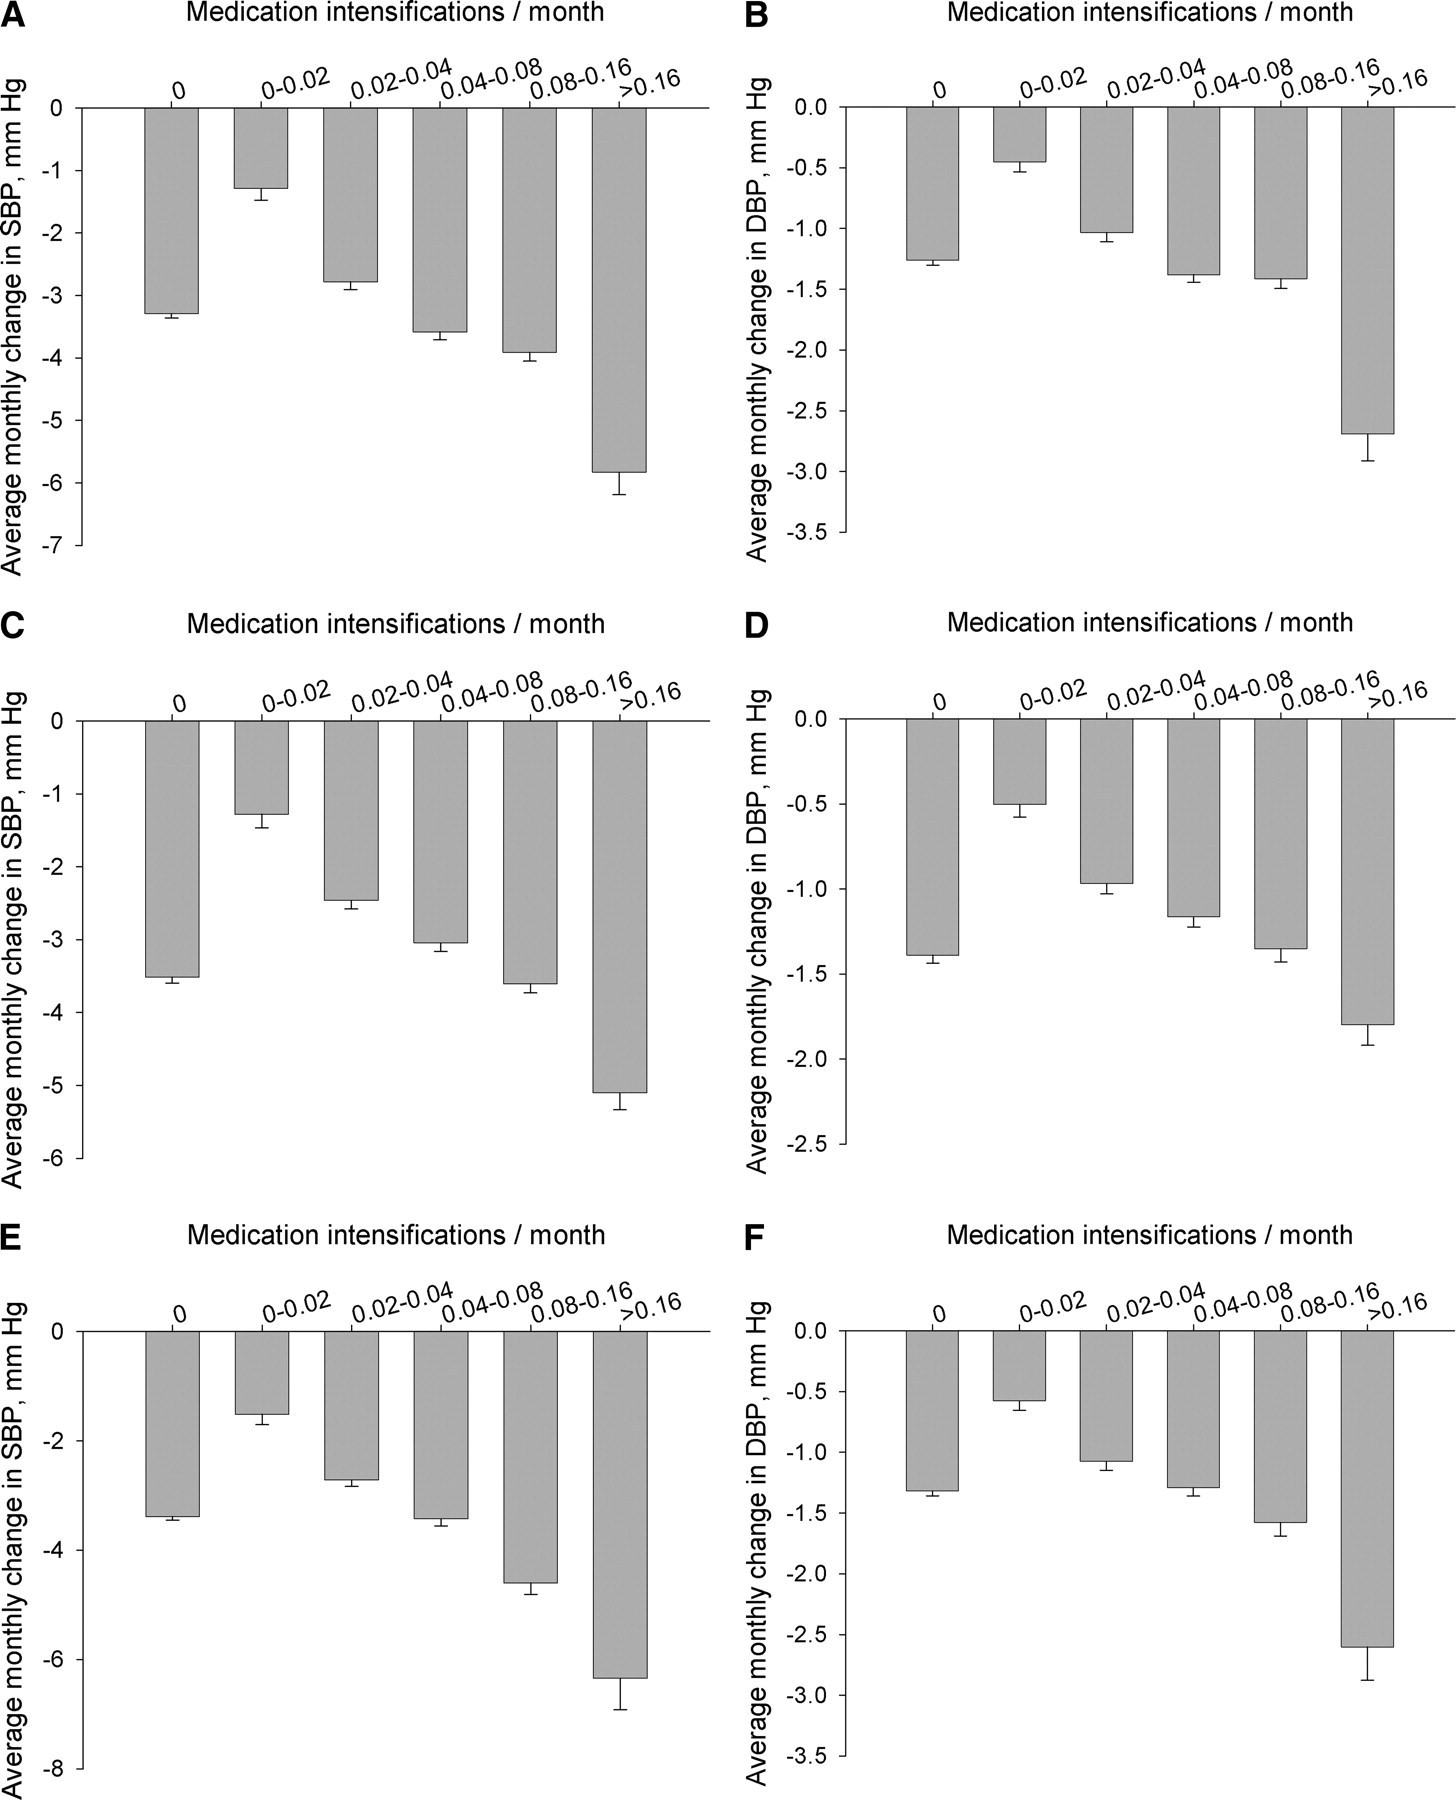 A
Medication intensifications / month
0 0-0.02 0.02-0.04 0.04-0.08 0.08-0.16 >0.16
Average monthly change in SBP, mm Hg
0
-1
-2
-3
-4
-5
-6
-7
B
Medication intensifications / month
0 0-0.02 0.02-0.04 0.04-0.08 0.08-0.16 >0.16
Average monthly change in DBP, mm Hg
0.0
-0.5
-1.0
-1.5
-2.0
-2.5
-3.0
-3.5
C
Medication intensifications / month
0 0-0.02 0.02-0.04 0.04-0.08 0.08-0.16 >0.16
Average monthly change in SBP, mm Hg
0
-1
-2
-3
-4
-5
-6
D
Medication intensifications / month
0 0-0.02 0.02-0.04 0.04-0.08 0.08-0.16 >0.16
Average monthly change in DBP, mm Hg
0.0
-0.5
-1.0
-1.5
-2.0
-2.5
E
Medication intensifications / month
0 0-0.02 0.02-0.04 0.04-0.08 0.08-0.16 >0.16
Average monthly change in SBP, mm Hg
0
-2
-4
-6
-8
F
Medication intensifications / month
0 0-0.02 0.02-0.04 0.04-0.08 0.08-0.16 >0.16
Average monthly change in DBP, mm Hg
0.0
-0.5
-1.0
-1.5
-2.0
-2.5
-3.0
-3.5